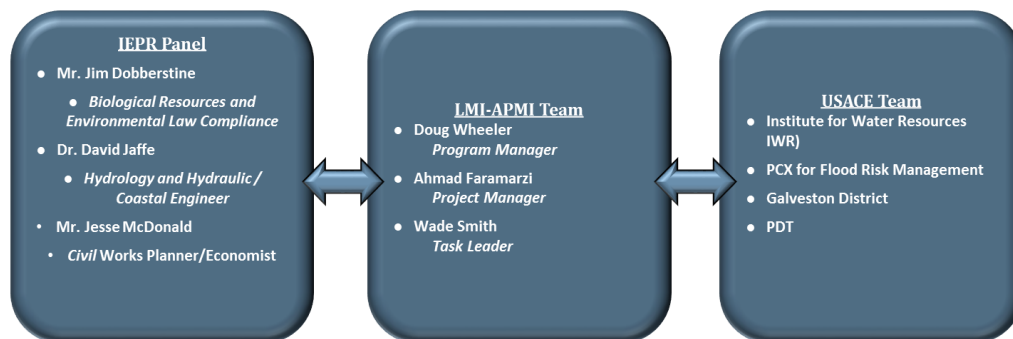 IEPR Panel
● Mr. Jim Dobberstine
● Biological Resources and
Environmental Law Compliance
● Dr. David Jaffe
● Hydrology and Hydraulic /
Coastal Engineer
• Mr. Jesse McDonald
• Civil Works Planner/Economist
LMI-APMI Team
● Doug Wheeler
Program Manager
● Ahmad Faramarzi
Project Manager
● Wade Smith
Task Leader
USACE Team
● Institute for Water Resources
IWR)
● PCX for Flood Risk Management
● Galveston District
● PDT